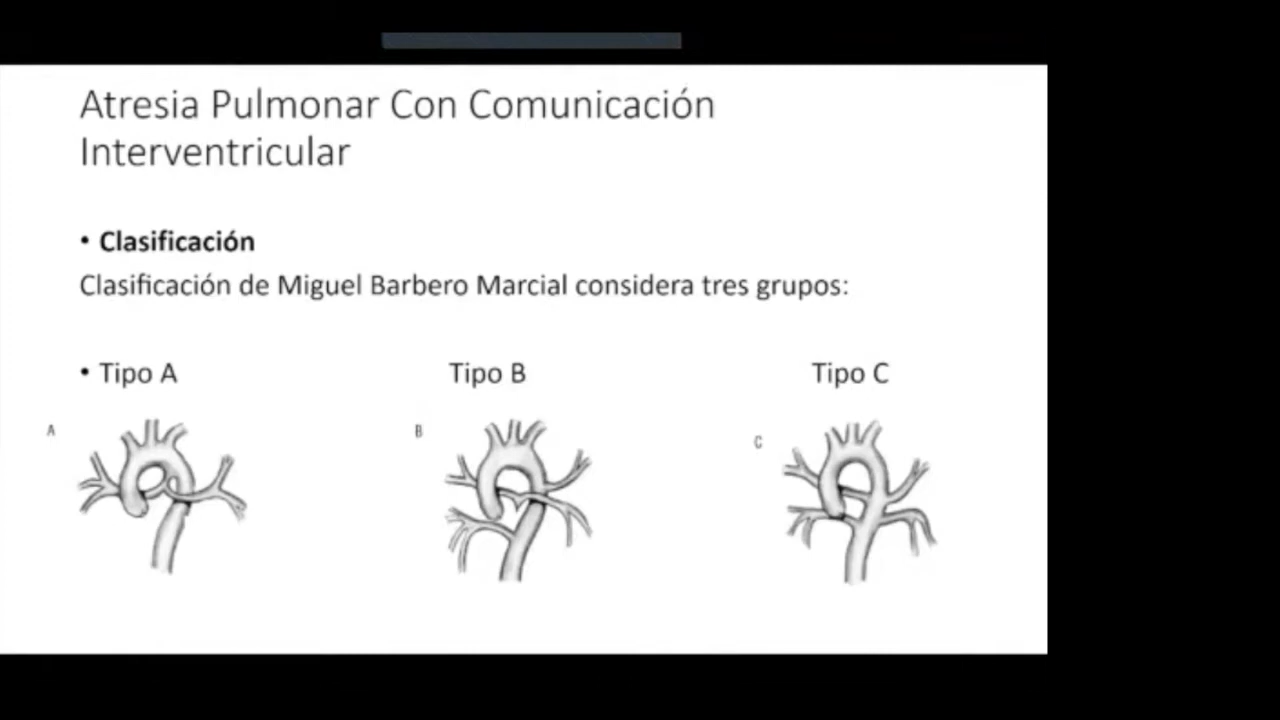 Atresia Pulmonar Con Comunicación
Interventricular
• Clasificación
Clasificación de Miguel Barbero Marcial considera tres grupos:
• Tipo A Tipo B Tipo C
A B C